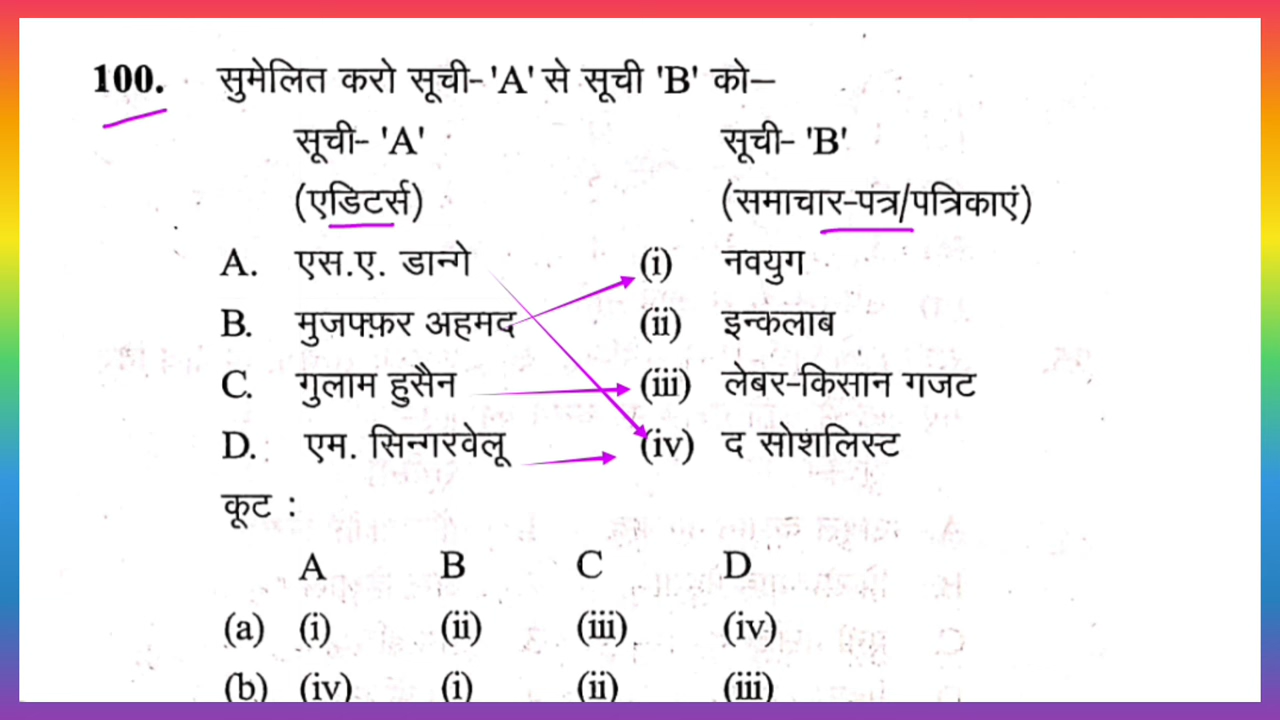 100. सुमेलित करो सूची- 'A' से सूची 'B' को–
सूची- 'A' सूची- 'B'
(एडिटर्स) (समाचार-पत्र/पत्रिकाएं)
A. एस.ए. डान्गे (i) नवयुग
B. मुजफ्फ़र अहमद (ii) इन्कलाब
C. गुलाम हुसैन (iii) लेबर-किसान गजट
D. एम. सिन्गरवेलू (iv) द सोशलिस्ट
कूट :
A B C D
(a) (i) (ii) (iii) (iv)
(b) (iv) (i) (ii) (iii)